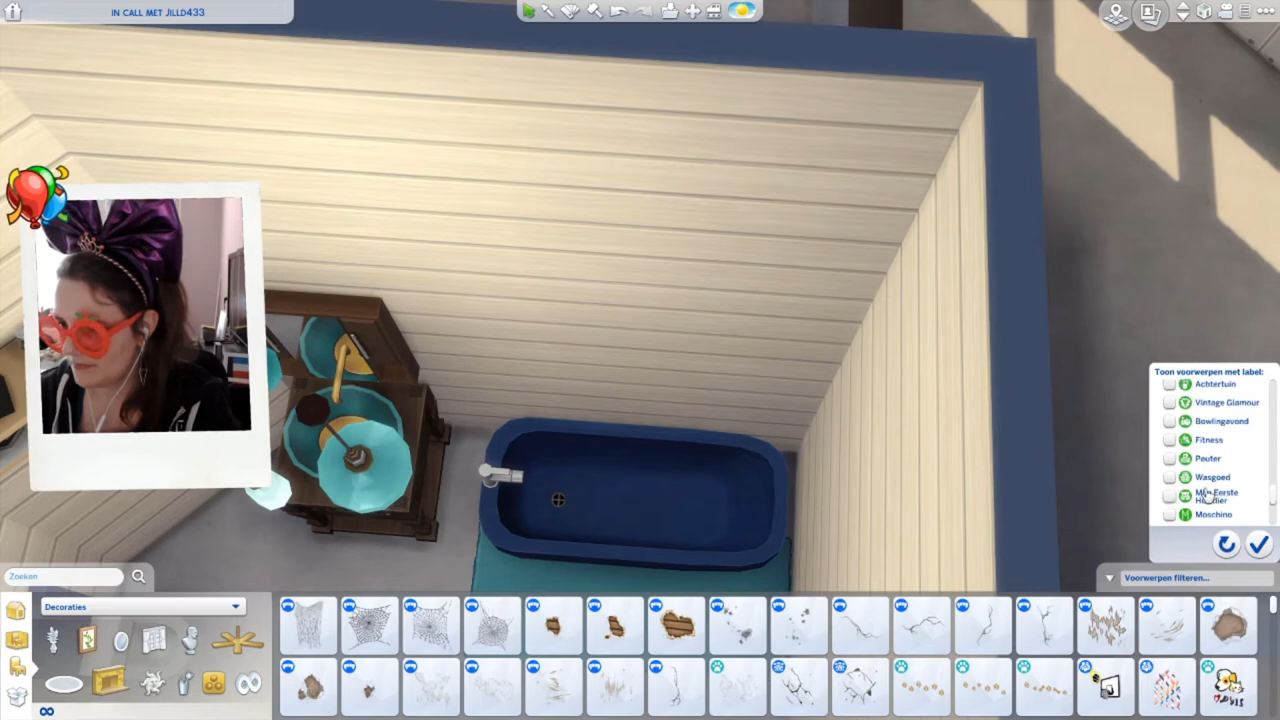 IN CALL MET JILLD433
Toon voorwerpen met label:
Achtertuin
Vintage Glamour
Bowlingavond
Fitness
Peuter
Wasgoed
Mijn Eerste
Huisdier
Moschino
Zoeken
Voorwerpen filteren...
Decoraties